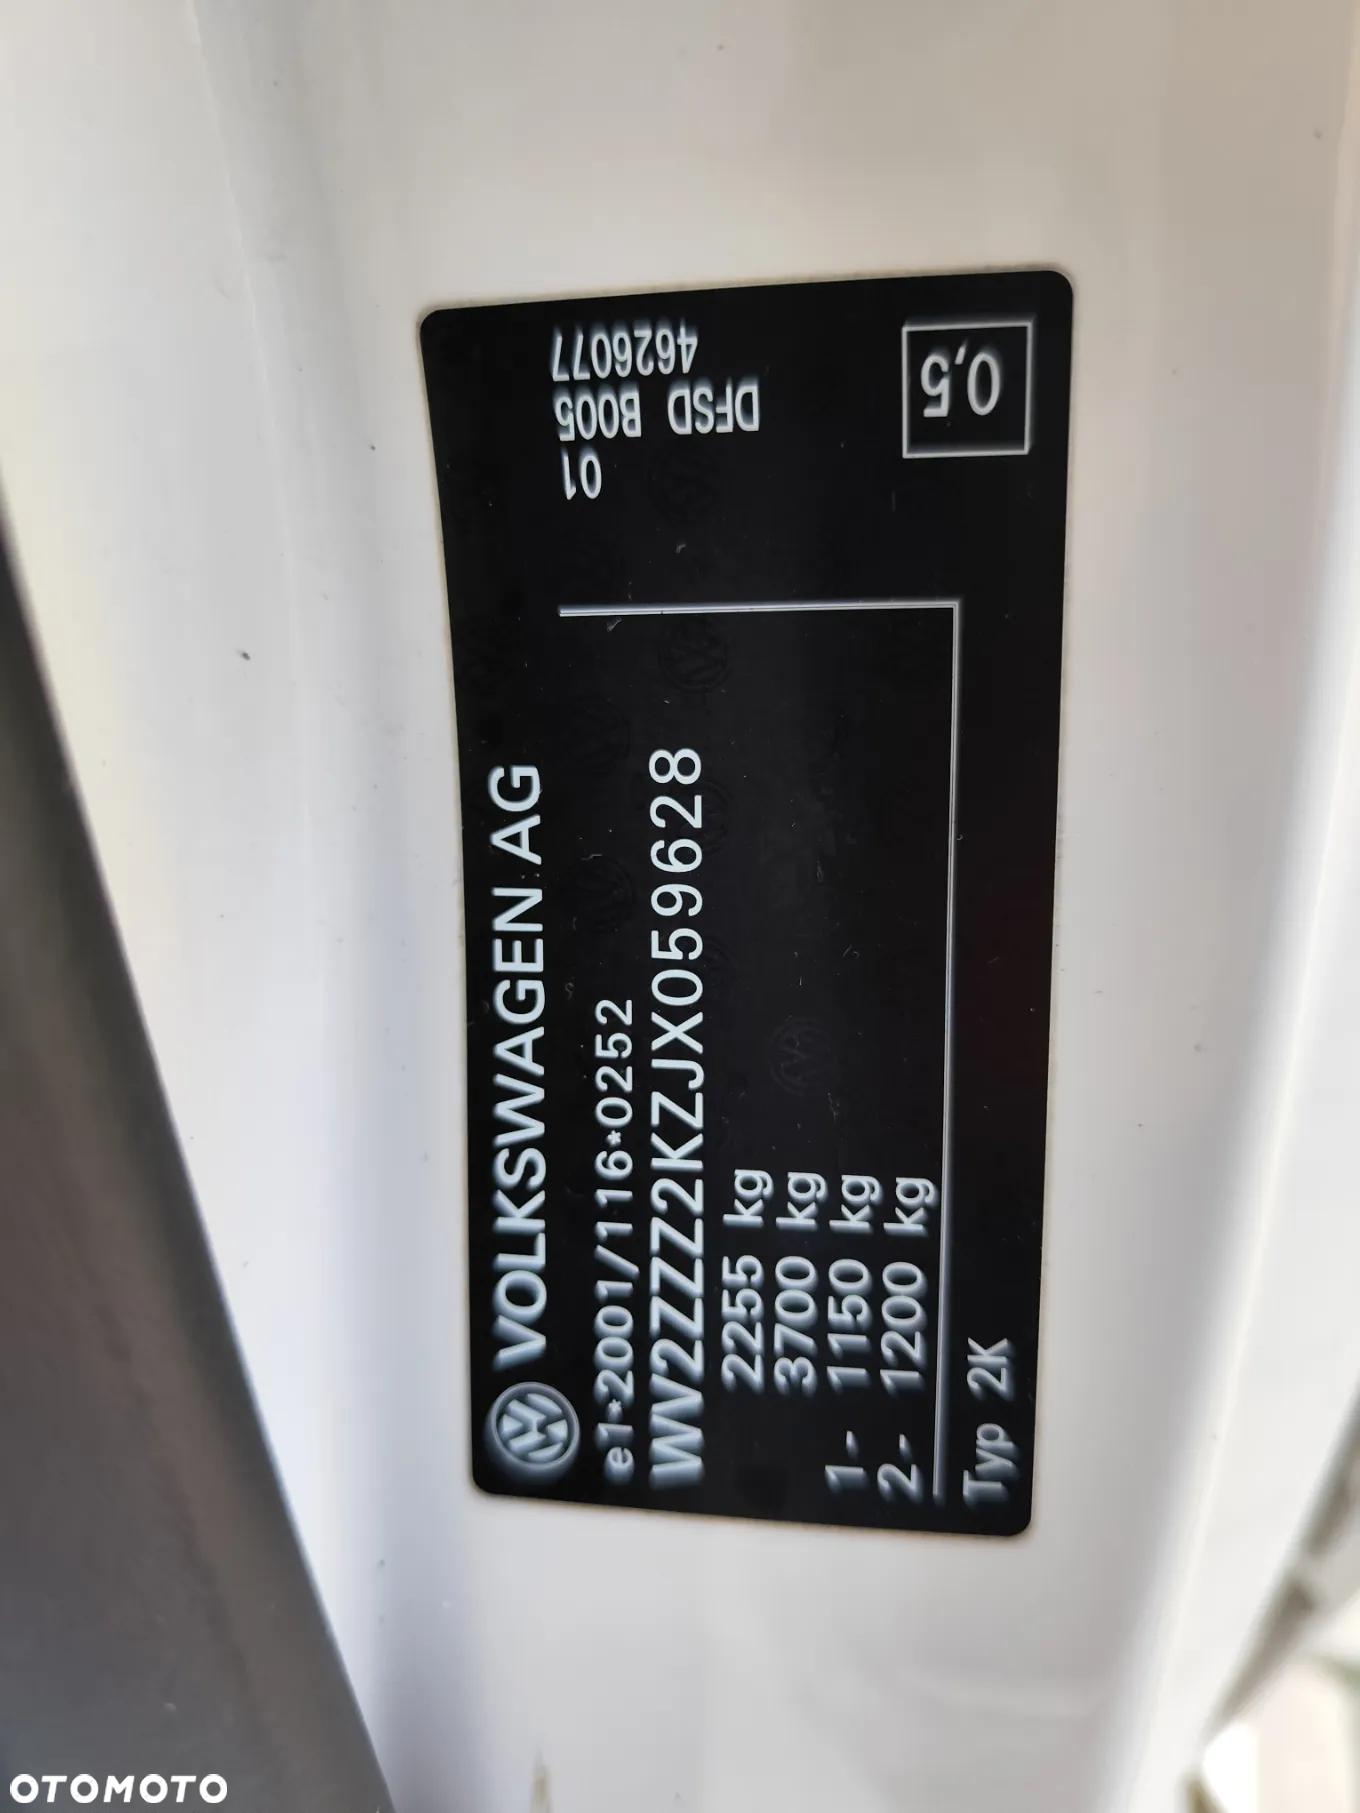 VOLKSWAGEN AG
e1*2001/116*0252
WV2ZZZ2KZJX059628
2255 kg
3700 kg
1- 1150 kg
2- 1200 kg
Typ 2K
4626077
DFSD B005
01
0,5
OTOMOTO